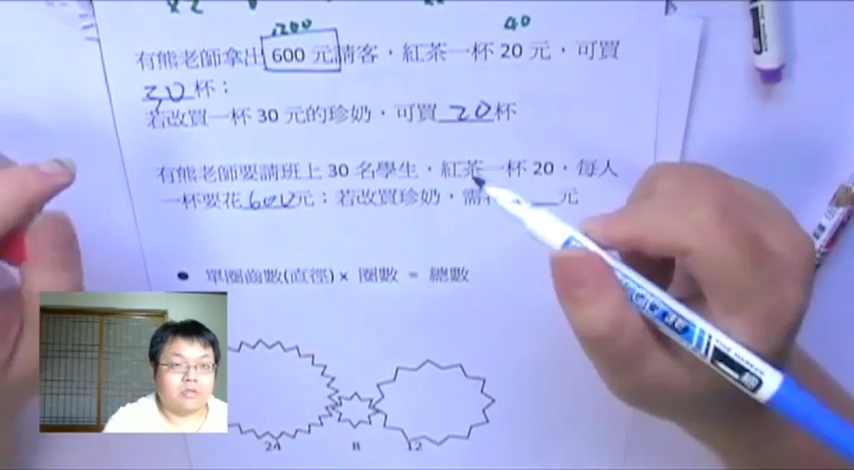 1200 40
有熊老師拿出600元請客，紅茶一杯20元，可買
30杯；
若改買一杯30元的珍奶，可買 20杯
有熊老師要請班上30名學生，紅茶一杯20，每人
一杯要花600元；若改買珍奶，需 元
● 單圈齒數(直徑)× 圈數 = 總數
24 8 12